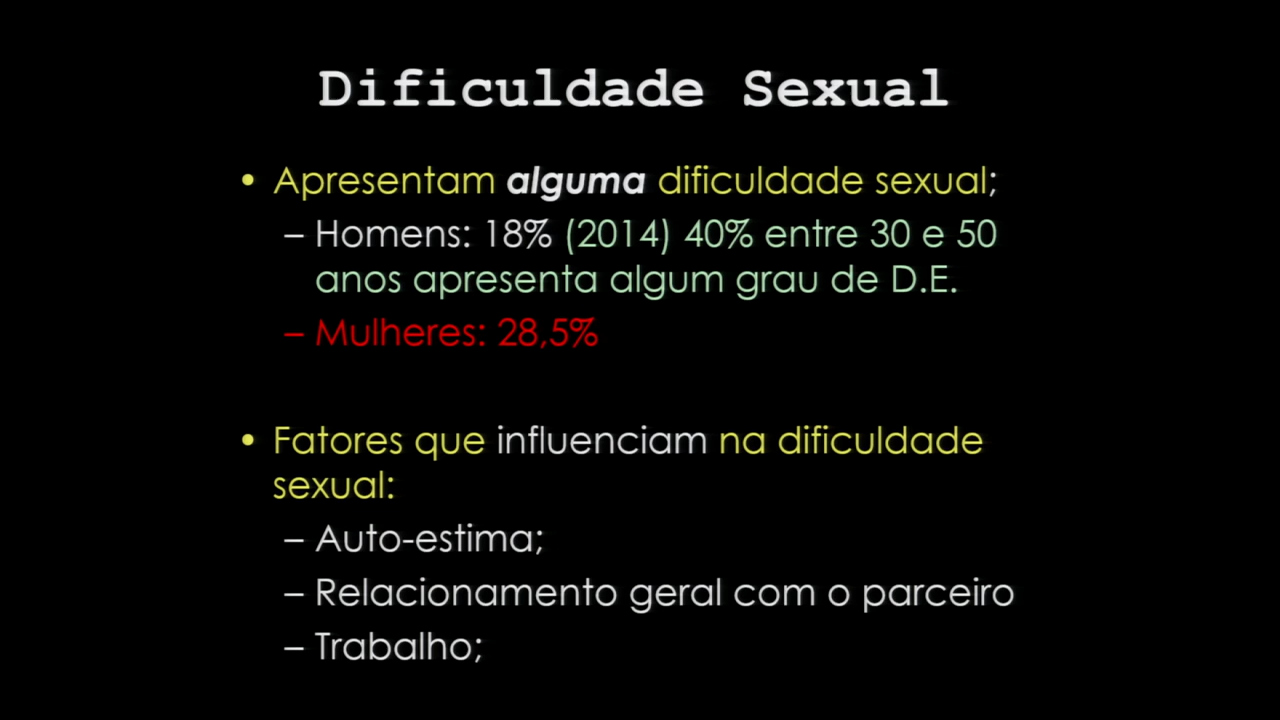 Dificuldade Sexual
• Apresentam alguma dificuldade sexual;
– Homens: 18% (2014) 40% entre 30 e 50
anos apresenta algum grau de D.E.
– Mulheres: 28,5%
• Fatores que influenciam na dificuldade
sexual:
– Auto-estima;
– Relacionamento geral com o parceiro
– Trabalho;